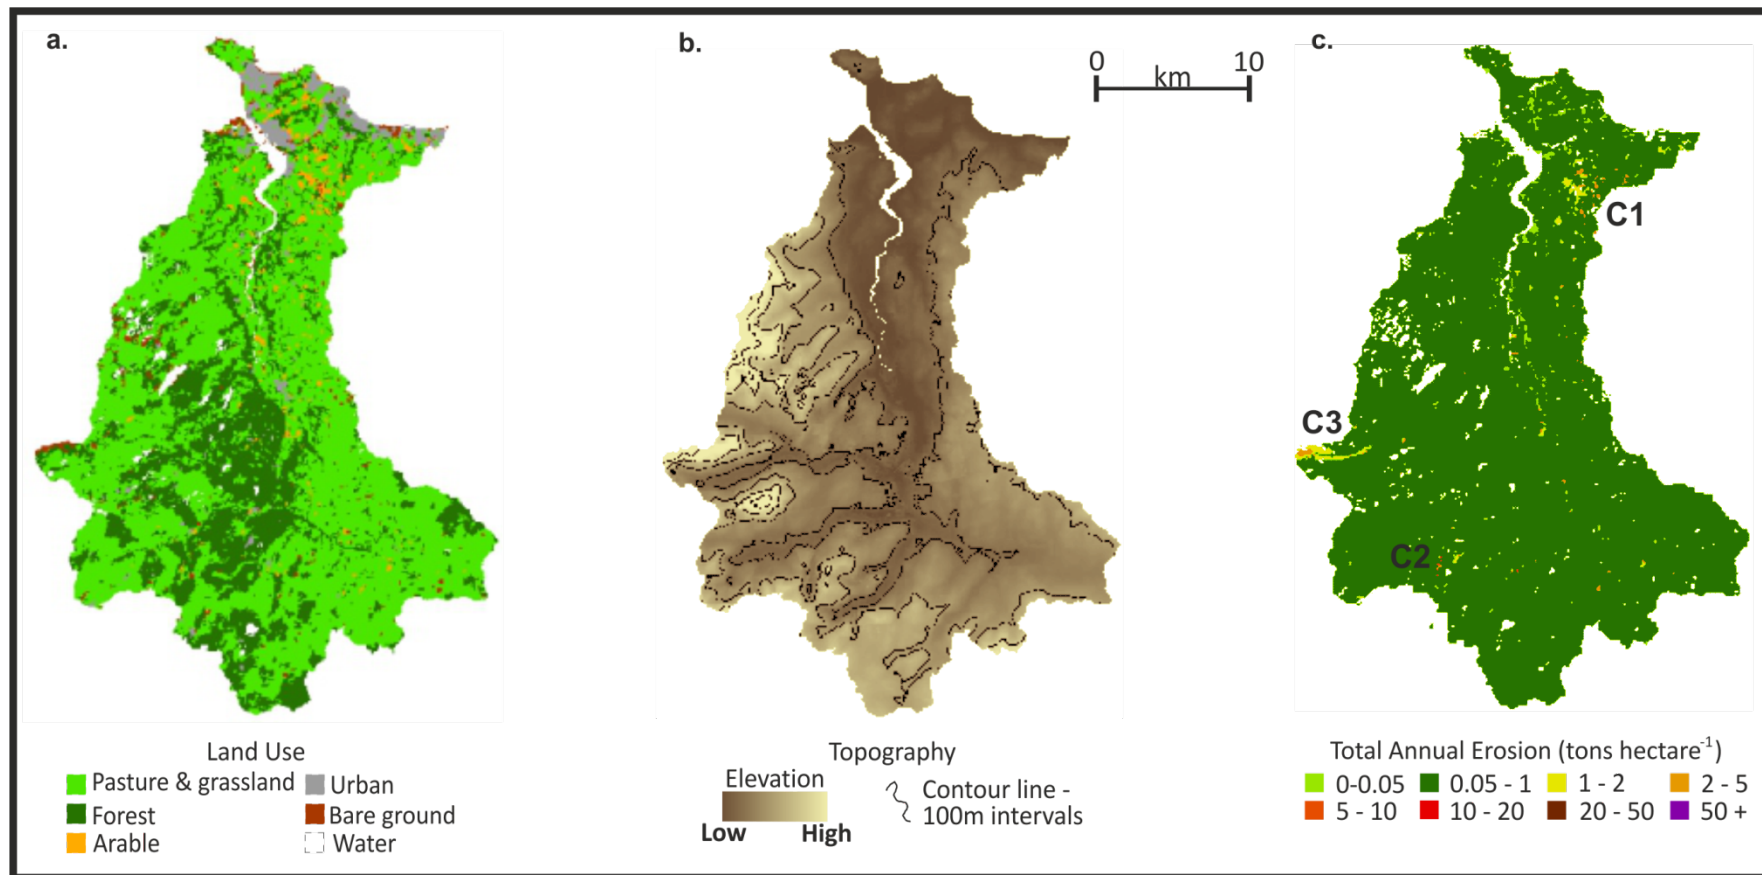 a.
b.
c.
0 10
km
C1
C3
C2
Land Use
Pasture & grassland
Urban
Forest
Bare ground
Arable
Water
Topography
Elevation
Low High
Contour line -
100m intervals
Total Annual Erosion (tons hectare⁻¹)
0-0.05 0.05 - 1 1 - 2 2 - 5
5 - 10 10 - 20 20 - 50 50 +